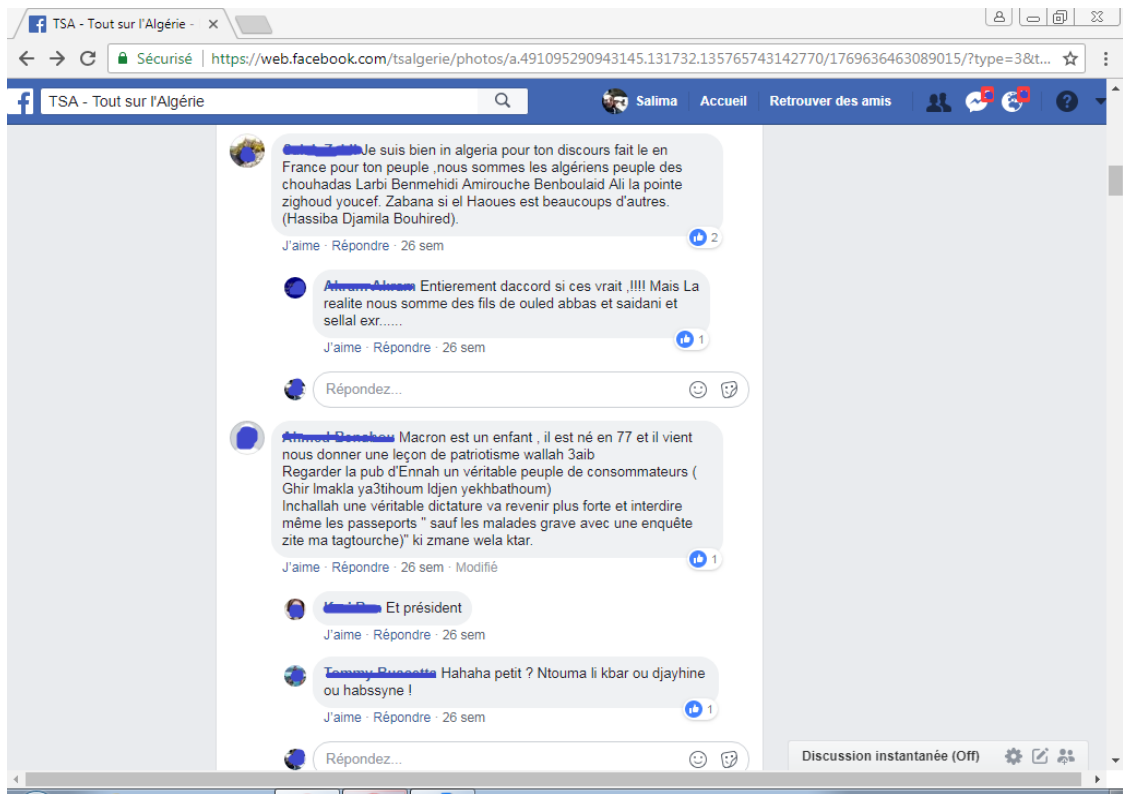 TSA - Tout sur l'Algérie -
Sécurisé | https://web.facebook.com/tsalgerie/photos/a.491095290943145.131732.135765743142770/1769636463089015/?type=3&t...
TSA - Tout sur l'Algérie
Salima Accueil Retrouver des amis
Je suis bien in algeria pour ton discours fait le en
France pour ton peuple ,nous sommes les algériens peuple des
chouhadas Larbi Benmehidi Amirouche Benboulaid Ali la pointe
zighoud youcef. Zabana si el Haoues est beaucoups d'autres.
(Hassiba Djamila Bouhired).
2
J'aime · Répondre · 26 sem
Entierement daccord si ces vrait ,!!!! Mais La
realite nous somme des fils de ouled abbas et saidani et
sellal exr......
1
J'aime · Répondre · 26 sem
Répondez...
Macron est un enfant , il est né en 77 et il vient
nous donner une leçon de patriotisme wallah 3aib
Regarder la pub d'Ennah un véritable peuple de consommateurs (
Ghir lmakla ya3tihoum ldjen yekhbathoum)
Inchallah une véritable dictature va revenir plus forte et interdire
même les passeports " sauf les malades grave avec une enquête
zite ma tagtourche)" ki zmane wela ktar.
1
J'aime · Répondre · 26 sem · Modifié
Et président
J'aime · Répondre · 26 sem
Hahaha petit ? Ntouma li kbar ou djayhine
ou habssyne !
1
J'aime · Répondre · 26 sem
Répondez...
Discussion instantanée (Off)